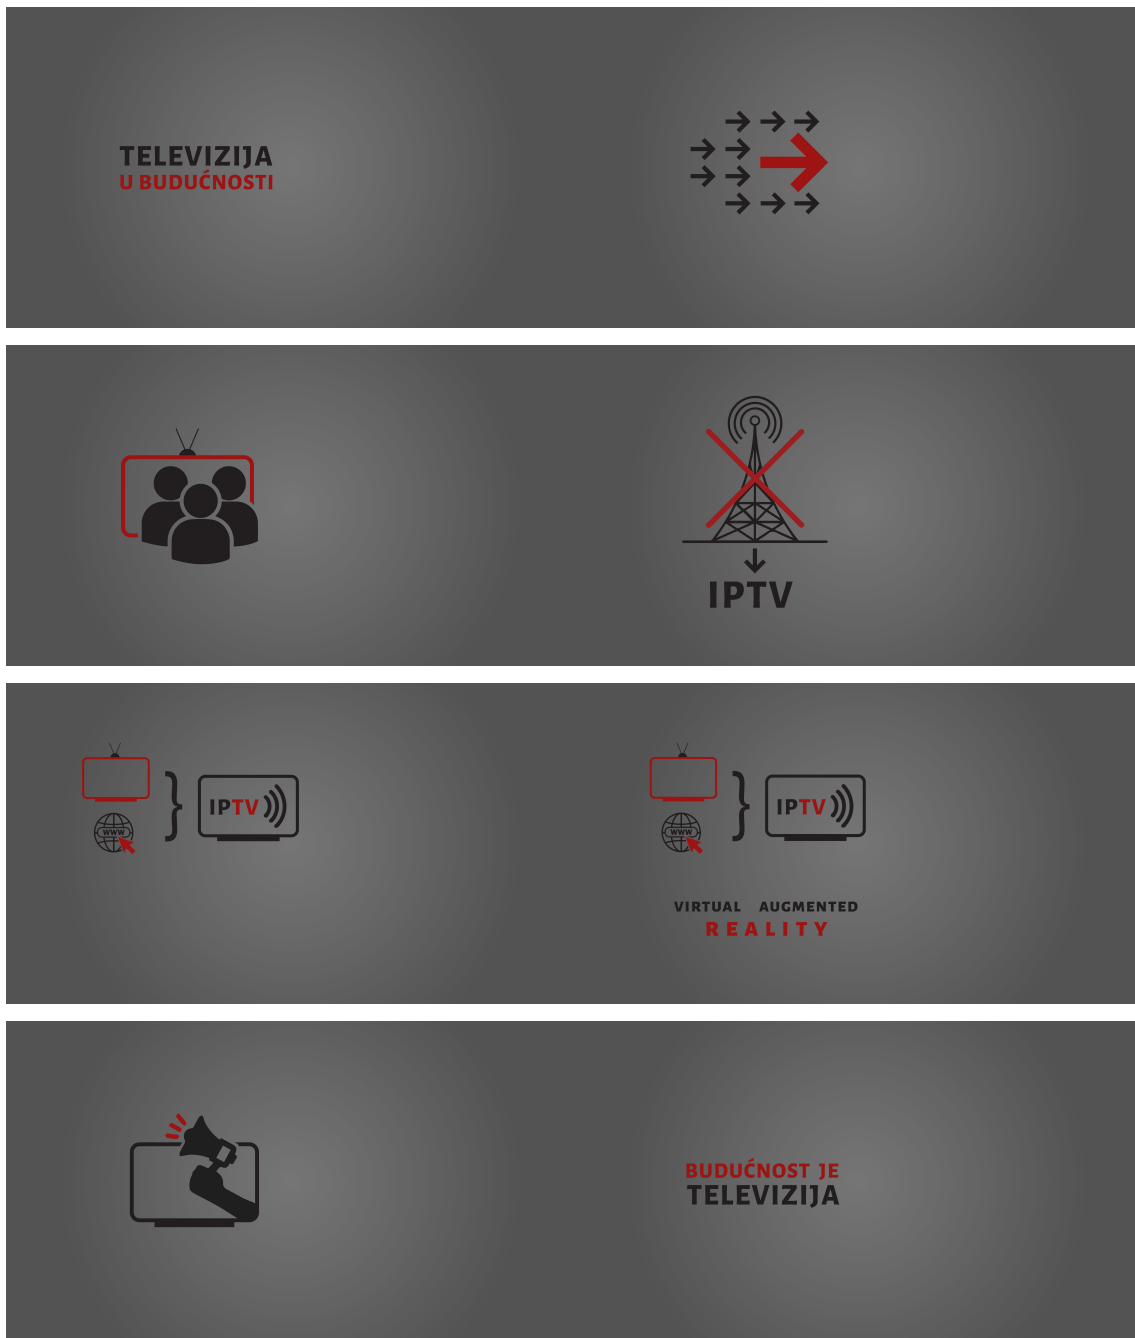 TELEVIZIJA
U BUDUĆNOSTI
IPTV
WWW
IPTV
WWW
IPTV
VIRTUAL AUGMENTED
REALITY
BUDUĆNOST JE
TELEVIZIJA